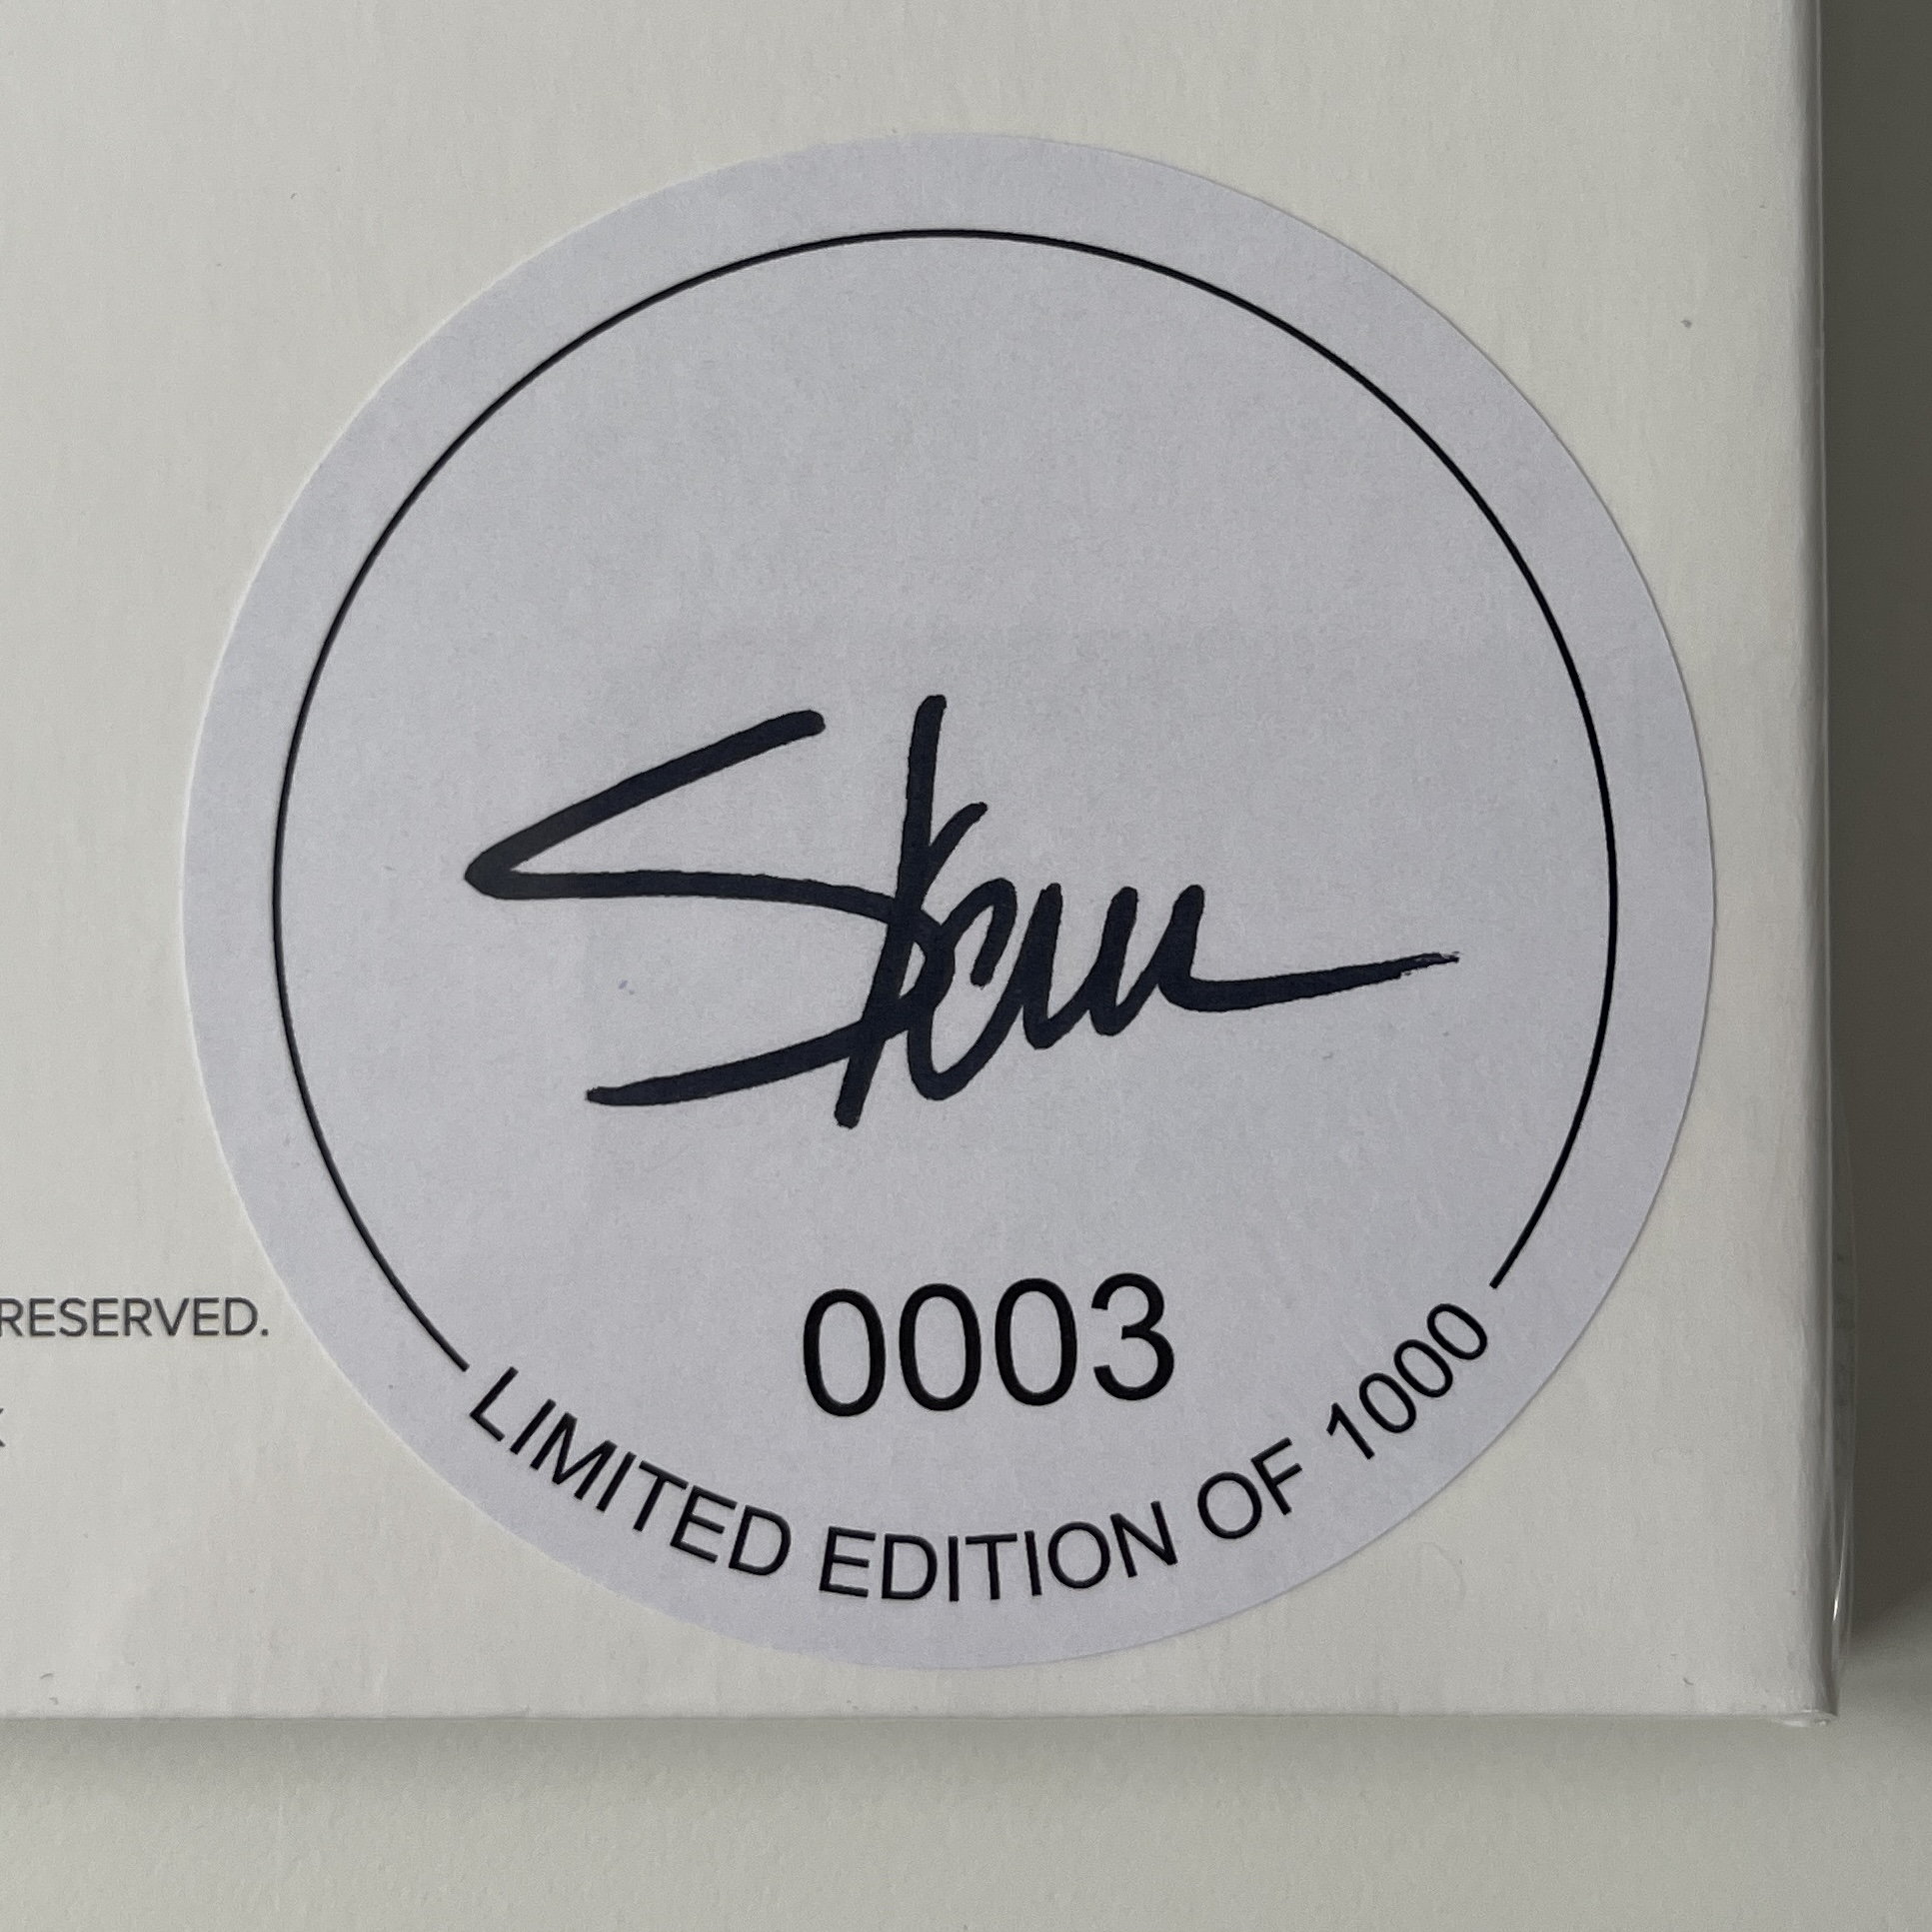 RESERVED.
0003
LIMITED EDITION OF 1000